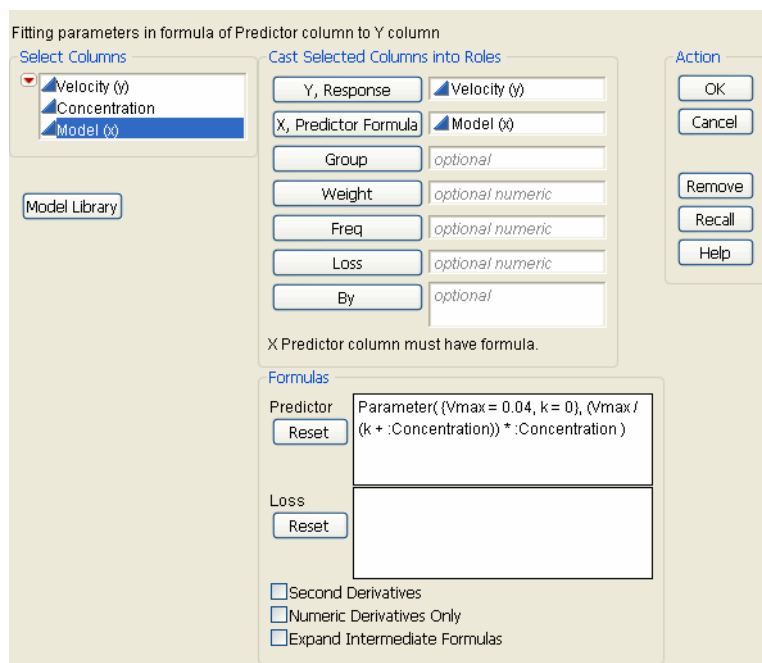 Fitting parameters in formula of Predictor column to Y column
Select Columns
Velocity (y)
Concentration
Model (x)
Model Library
Cast Selected Columns into Roles
Y, Response
Velocity (y)
X, Predictor Formula
Model (x)
Group
optional
Weight
optional numeric
Freq
optional numeric
Loss
optional numeric
By
optional
X Predictor column must have formula.
Action
OK
Cancel
Remove
Recall
Help
Formulas
Predictor
Reset
Parameter( {Vmax = 0.04, k = 0}, (Vmax /
(k + :Concentration)) * :Concentration )
Loss
Reset
Second Derivatives
Numeric Derivatives Only
Expand Intermediate Formulas